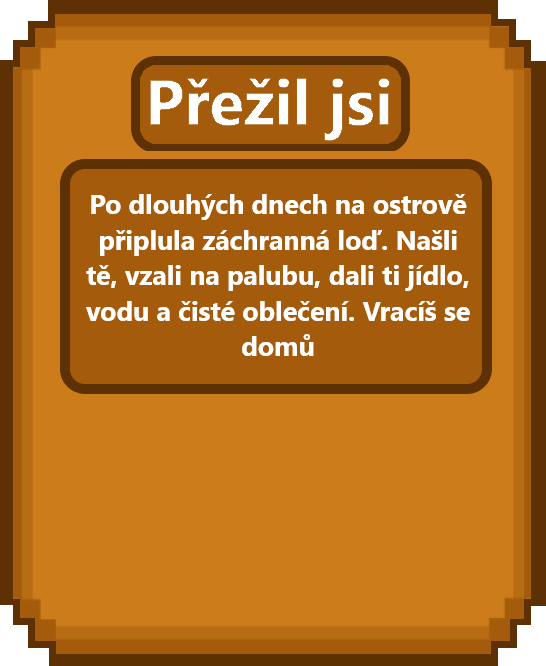 Přežil jsi
Po dlouhých dnech na ostrově
připlula záchranná loď. Našli
tě, vzali na palubu, dali ti jídlo,
vodu a čisté oblečení. Vracíš se
domů